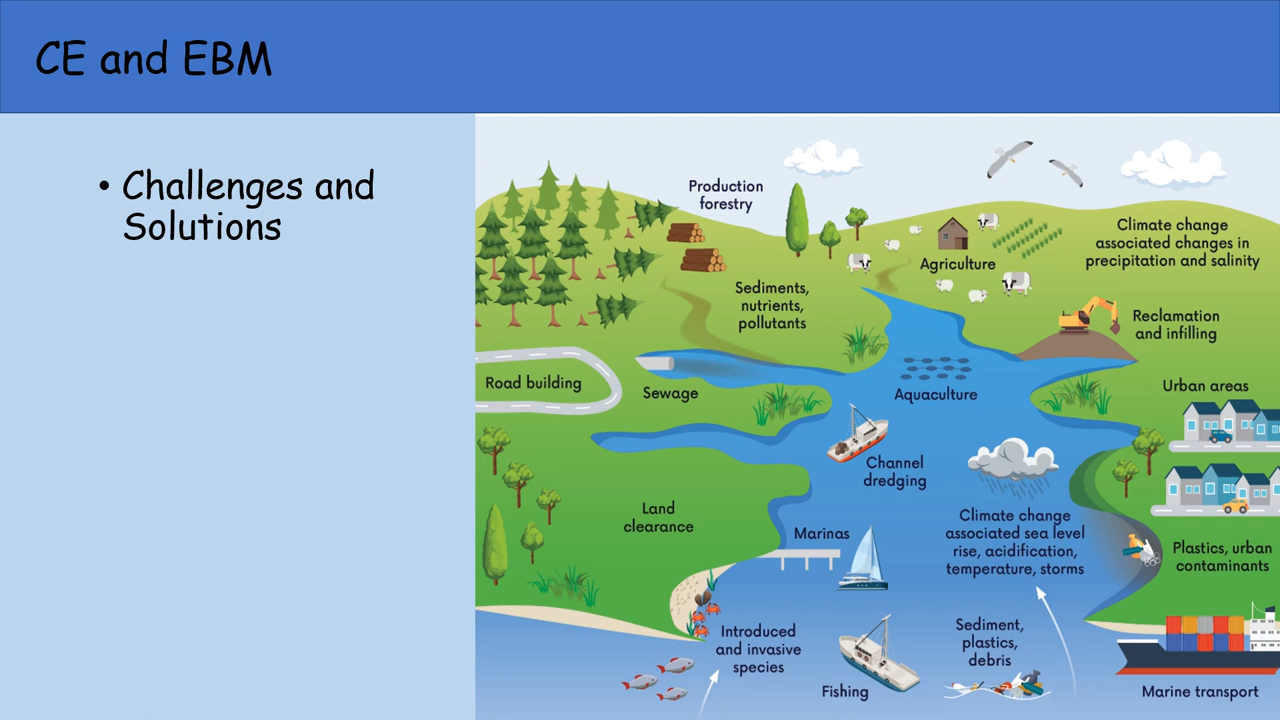 CE and EBM
• Challenges and
Solutions
Production
forestry
Climate change
associated changes in
precipitation and salinity
Agriculture
Sediments,
nutrients,
pollutants
Reclamation
and infilling
Road building
Sewage
Aquaculture
Urban areas
Channel
dredging
Land
clearance
Marinas
Climate change
associated sea level
rise, acidification,
temperature, storms
Plastics, urban
contaminants
Introduced
and invasive
species
Sediment,
plastics,
debris
Fishing
Marine transport